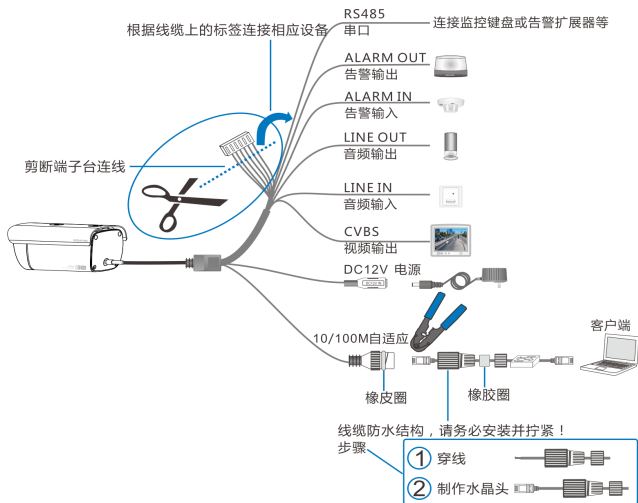 RS485
串口
连接监控键盘或告警扩展器等
根据线缆上的标签连接相应设备
ALARM OUT
告警输出
ALARM IN
告警输入
LINE OUT
音频输出
剪断端子台连线
LINE IN
音频输入
CVBS
视频输出
DC12V 电源
DC12V IN
10/100M自适应
客户端
橡皮圈
橡胶圈
线缆防水结构，请务必安装并拧紧！
步骤
1 穿线
2 制作水晶头